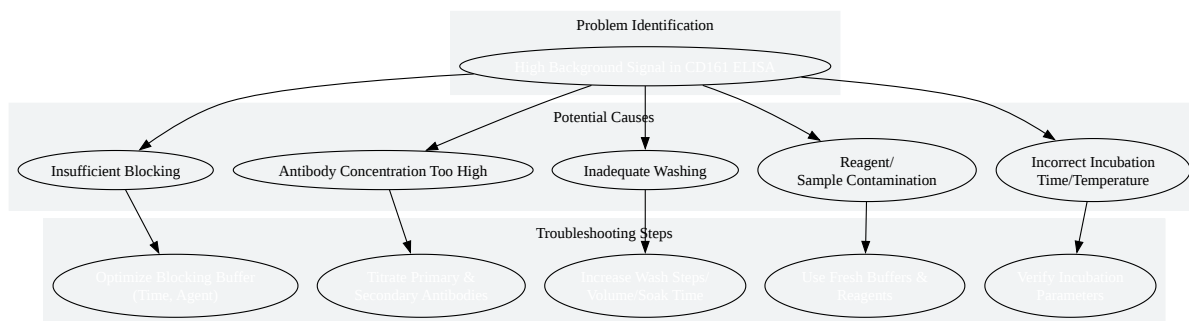 Problem Identification
High Background Signal in CD161 ELISA
Potential Causes
Insufficient Blocking
Antibody Concentration Too High
Inadequate Washing
Reagent/
Sample Contamination
Incorrect Incubation
Time/Temperature
Troubleshooting Steps
Optimize Blocking Buffer
(Time, Agent)
Titrate Primary &
Secondary Antibodies
Increase Wash Steps/
Volume/Soak Time
Use Fresh Buffers &
Reagents
Verify Incubation
Parameters